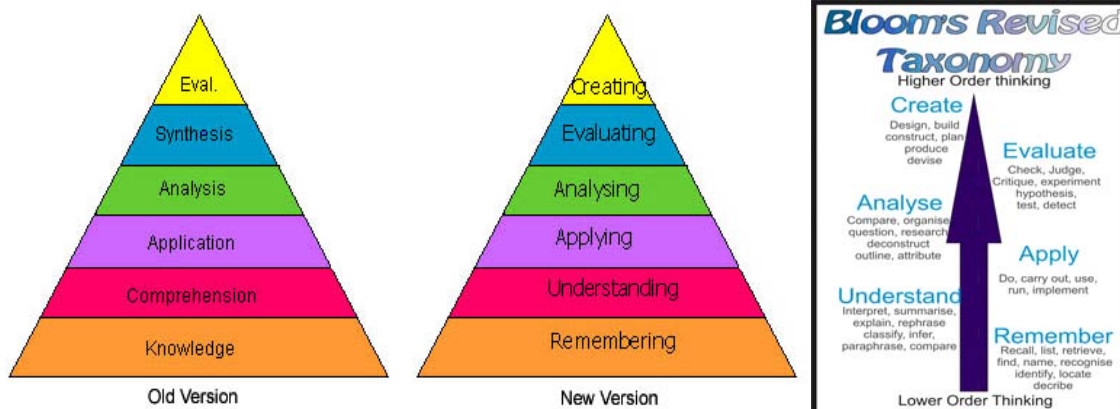 Eval.
Synthesis
Analysis
Application
Comprehension
Knowledge
Old Version
Creating
Evaluating
Analysing
Applying
Understanding
Remembering
New Version
Bloom's Revised
Taxonomy
Higher Order thinking
Create
Design, build
construct, plan
produce
devise
Evaluate
Check, Judge,
Critique, experiment
hypothesis,
test, detect
Analyse
Compare, organise
question, research
deconstruct
outline, attribute
Apply
Do, carry out, use,
run, implement
Understand
Interpret, summarise,
explain, rephrase
classify, infer,
paraphrase, compare
Remember
Recall, list, retrieve,
find, name, recognise
identify, locate
decribe
Lower Order Thinking